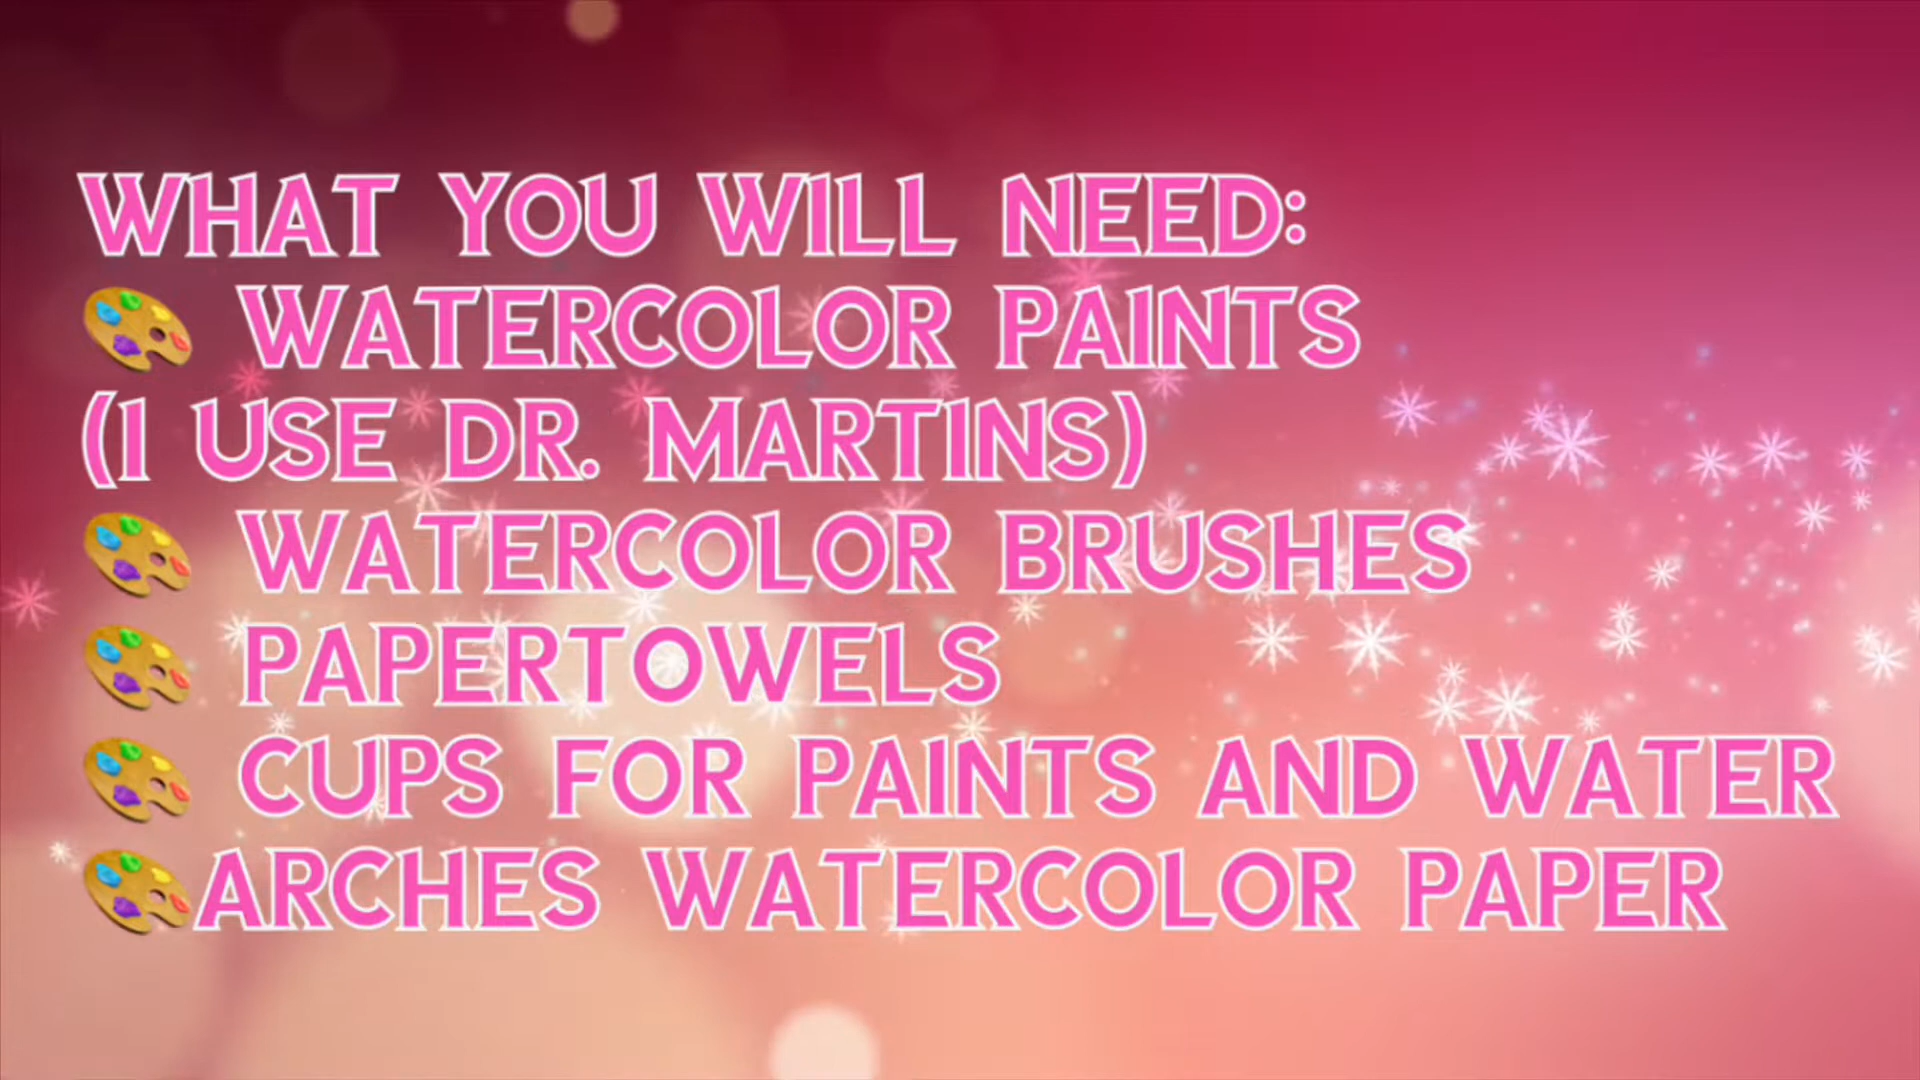 WHAT YOU WILL NEED:
🎨 WATERCOLOR PAINTS
(I USE DR. MARTINS)
🎨 WATERCOLOR BRUSHES
🎨 PAPERTOWELS
🎨 CUPS FOR PAINTS AND WATER
🎨ARCHES WATERCOLOR PAPER